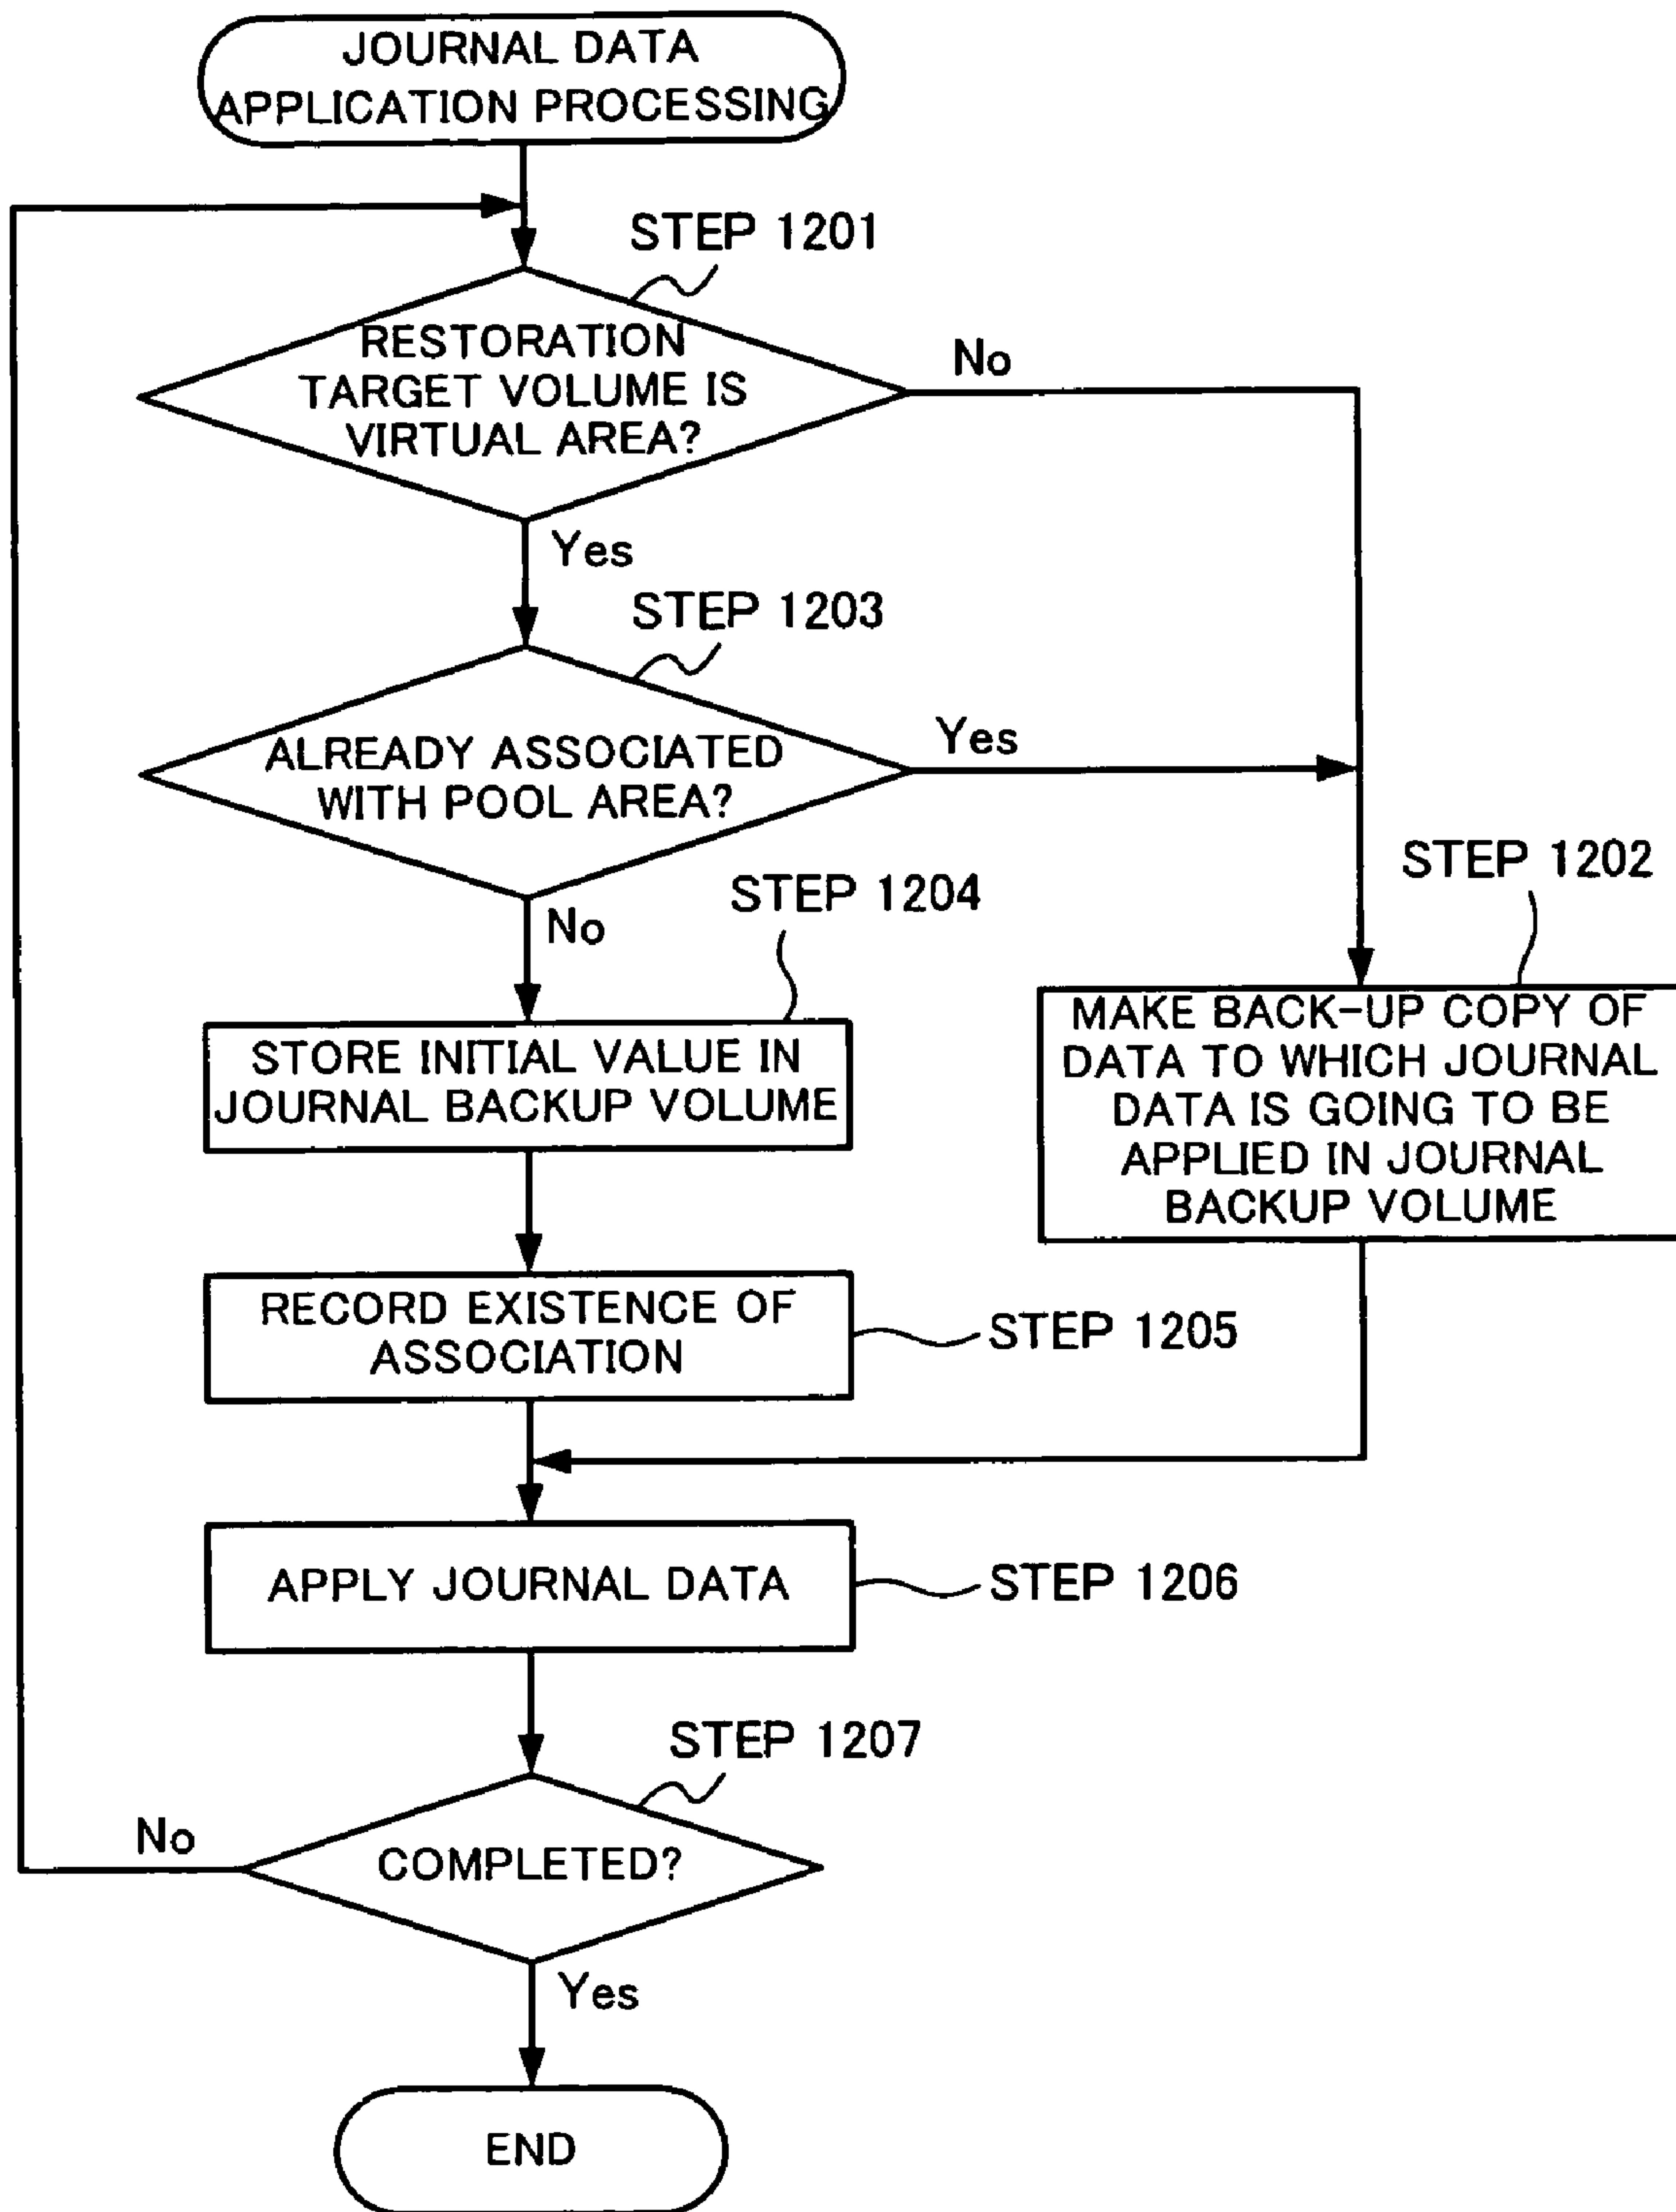 JOURNAL DATA
APPLICATION PROCESSING
STEP 1201
RESTORATION
TARGET VOLUME IS
VIRTUAL AREA?
No
Yes
STEP 1203
ALREADY ASSOCIATED
WITH POOL AREA?
Yes
No
STEP 1204
STORE INITIAL VALUE IN
JOURNAL BACKUP VOLUME
STEP 1202
MAKE BACK-UP COPY OF
DATA TO WHICH JOURNAL
DATA IS GOING TO BE
APPLIED IN JOURNAL
BACKUP VOLUME
RECORD EXISTENCE OF
ASSOCIATION
STEP 1205
APPLY JOURNAL DATA
STEP 1206
STEP 1207
COMPLETED?
No
Yes
END